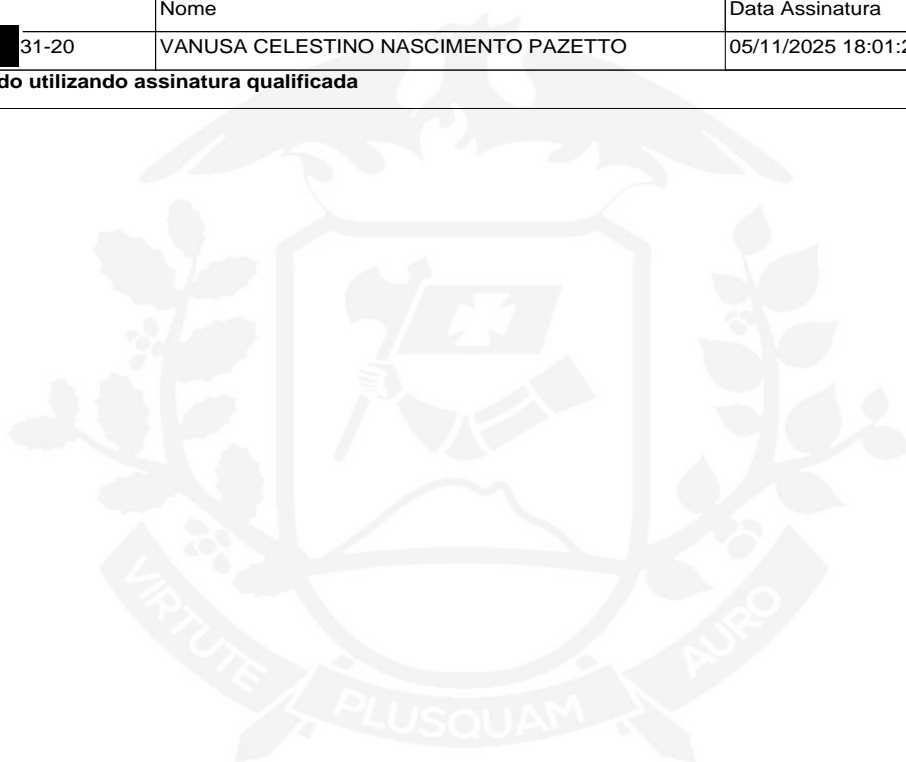 Nome Data Assinatura
31-20 VANUSA CELESTINO NASCIMENTO PAZETTO 05/11/2025 18:01:2
do utilizando assinatura qualificada
VIRTUTE PLUSQUAM AURO